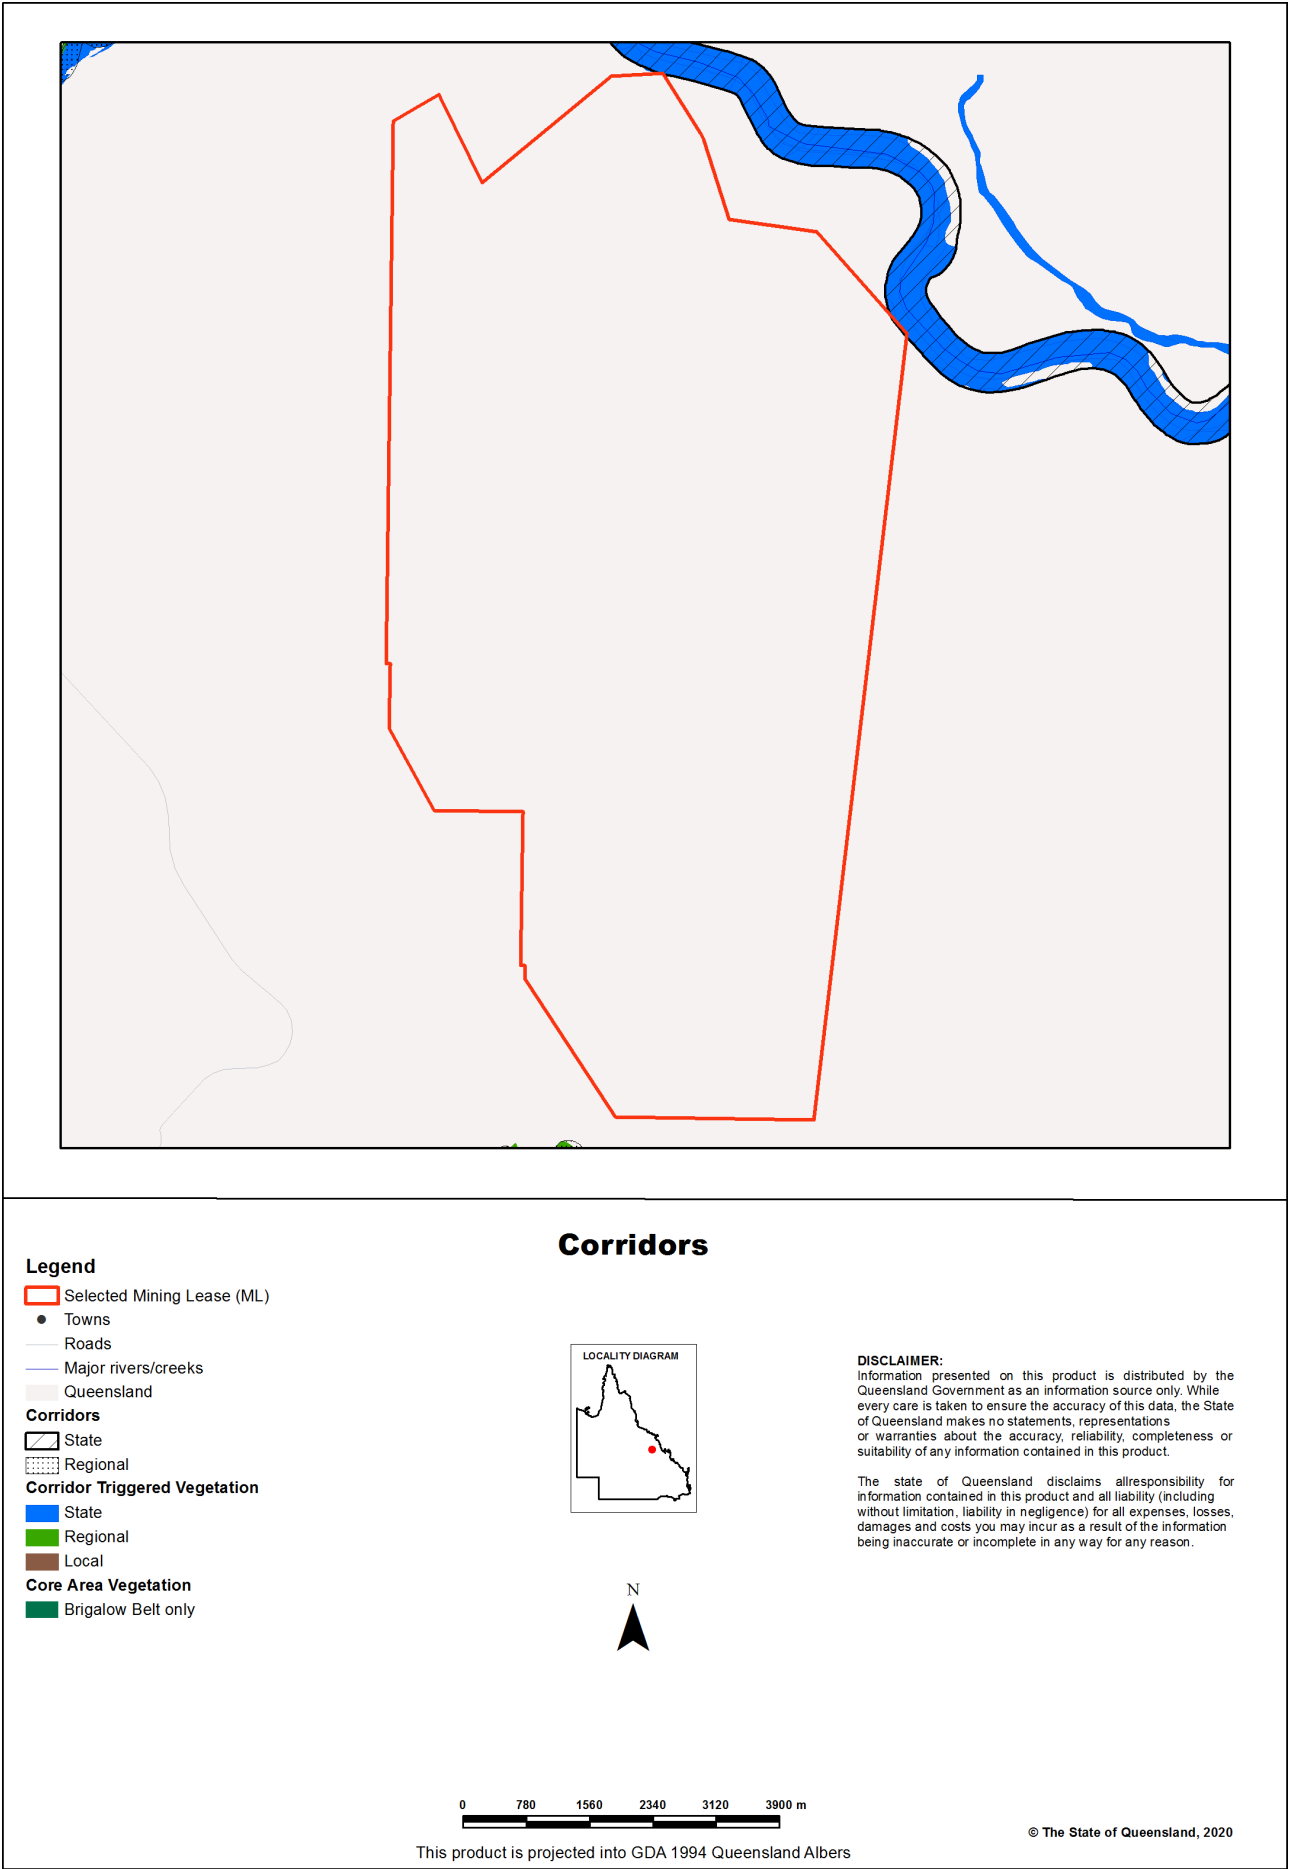 Corridors
Legend
Selected Mining Lease (ML)
Towns
Roads
Major rivers/creeks
Queensland
Corridors
State
Regional
Corridor Triggered Vegetation
State
Regional
Local
Core Area Vegetation
Brigalow Belt only
LOCALITY DIAGRAM
N
DISCLAIMER:
Information presented on this product is distributed by the
Queensland Government as an information source only. While
every care is taken to ensure the accuracy of this data, the State
of Queensland makes no statements, representations
or warranties about the accuracy, reliability, completeness or
suitability of any information contained in this product.
The state of Queensland disclaims allresponsibility for
information contained in this product and all liability (including
without limitation, liability in negligence) for all expenses, losses,
damages and costs you may incur as a result of the information
being inaccurate or incomplete in any way for any reason.
0 780 1560 2340 3120 3900 m
This product is projected into GDA 1994 Queensland Albers
© The State of Queensland, 2020